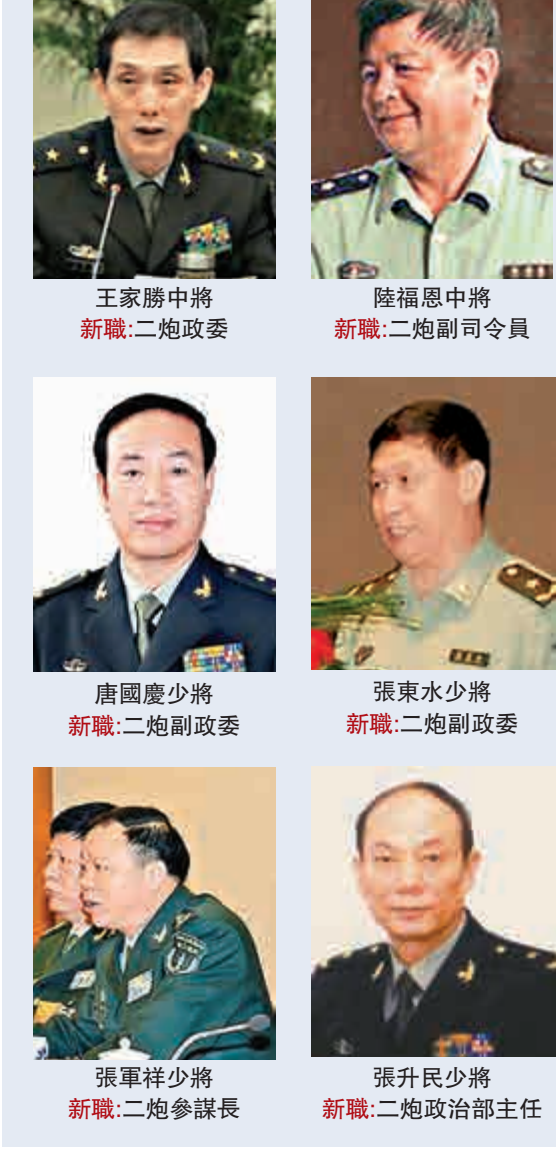 王家勝中將
新職:二炮政委
陸福恩中將
新職:二炮副司令員
唐國慶少將
新職:二炮副政委
張東水少將
新職:二炮副政委
張軍祥少將
新職:二炮參謀長
張升民少將
新職:二炮政治部主任